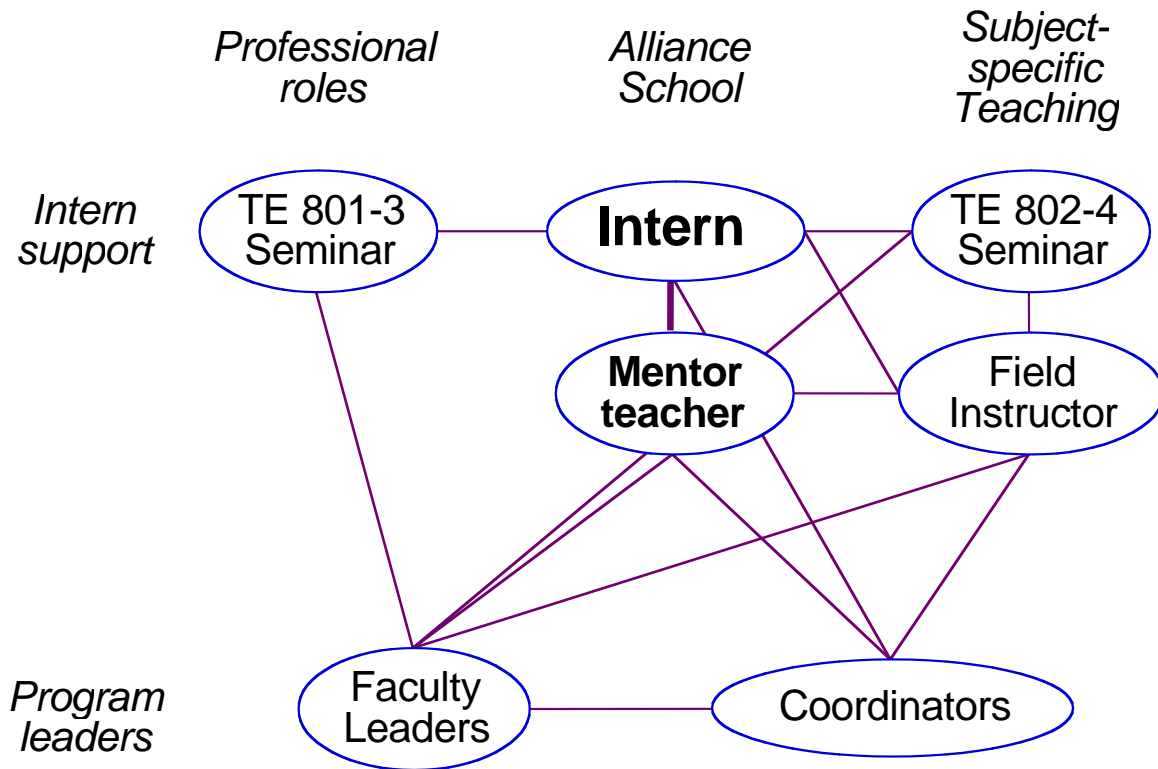 Professional
roles
Alliance
School
Subject-
specific
Teaching
Intern
support
TE 801-3
Seminar
Intern
TE 802-4
Seminar
Mentor
teacher
Field
Instructor
Program
leaders
Faculty
Leaders
Coordinators